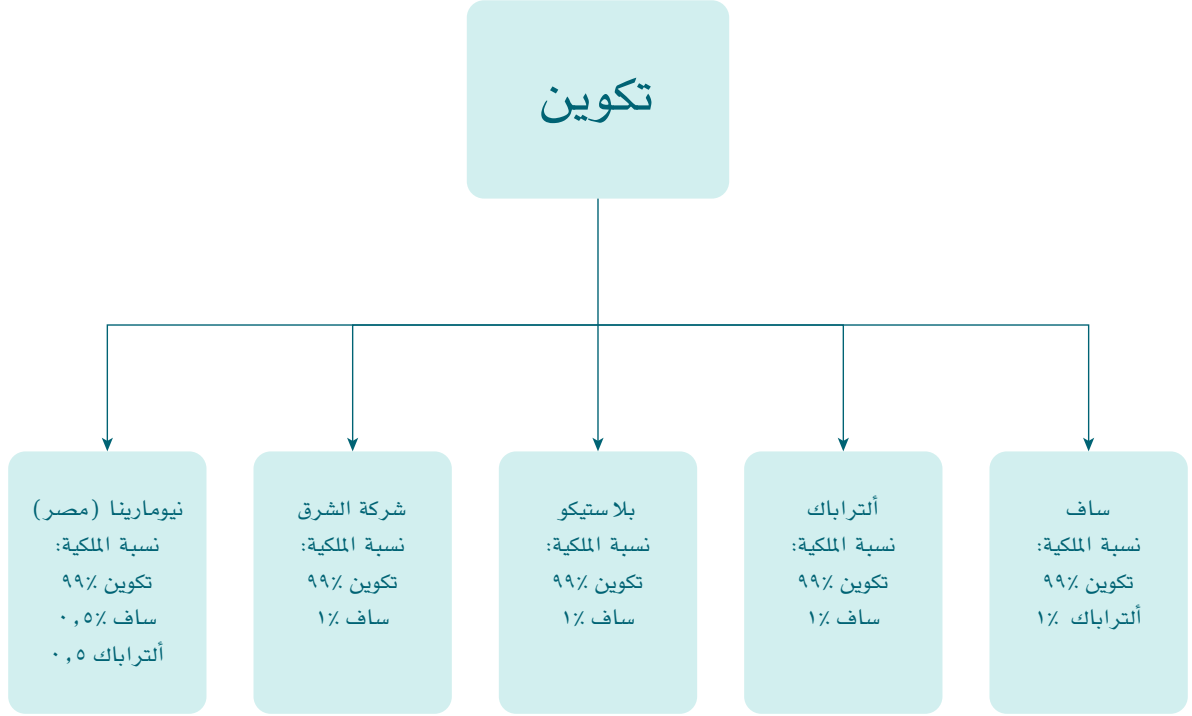 تكوين
ساف
نسبة الملكية:
تكوين ٩٩٪
ألتراباك ١٪
ألتراباك
نسبة الملكية:
تكوين ٩٩٪
ساف ١٪
بلاستيكو
نسبة الملكية:
تكوين ٩٩٪
ساف ١٪
شركة الشرق
نسبة الملكية:
تكوين ٩٩٪
ساف ١٪
نيومارينا (مصر)
نسبة الملكية:
تكوين ٩٩٪
ساف ٠,٥٪
ألتراباك ٠,٥